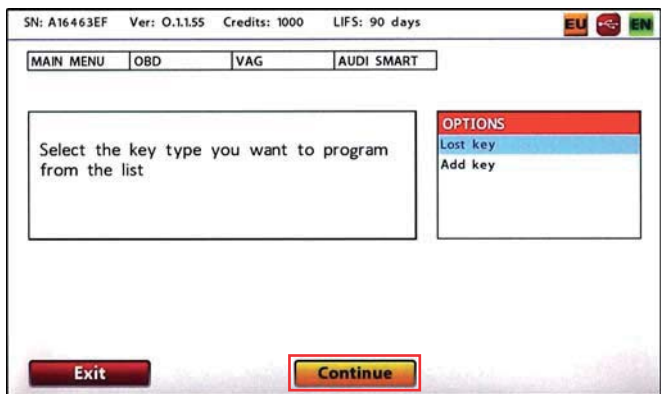 SN: A16463EF Ver: O.1.1.55 Credits: 1000 LIFS: 90 days EU EN
MAIN MENU OBD VAG AUDI SMART
Select the key type you want to program
from the list
OPTIONS
Lost key
Add key
Exit Continue